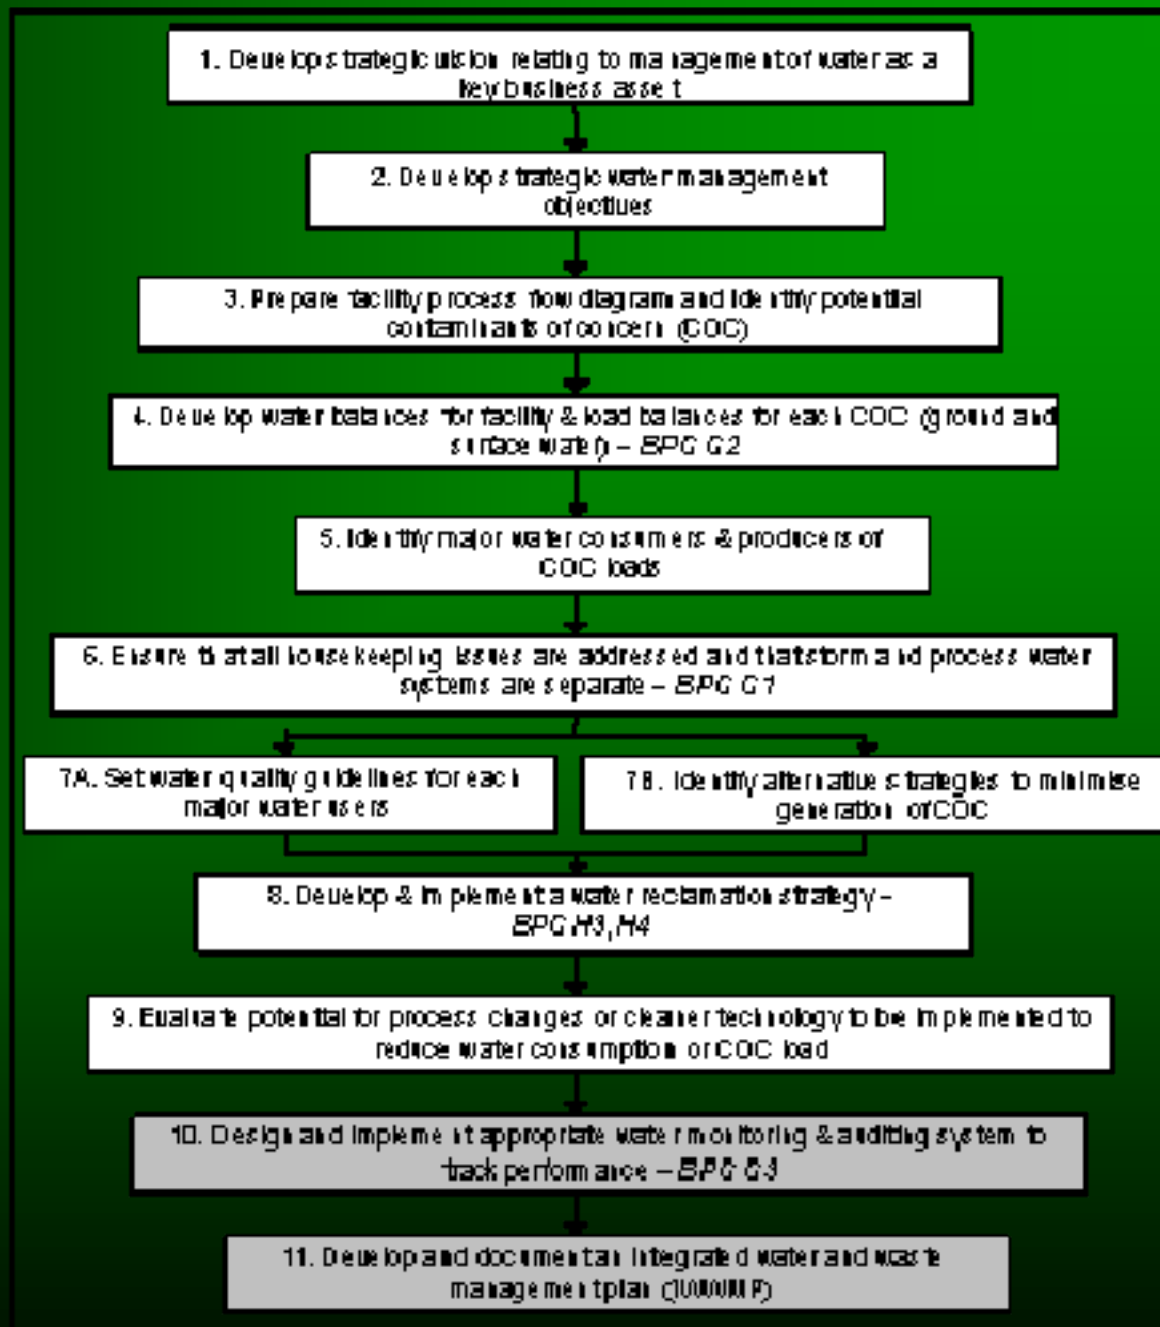 1. Develop strategic vision relating to management of water as a
key business asset
2. Develop strategic water management
objectives
3. Prepare facility process flow diagram and identify potential
contaminants of concern (COC)
4. Develop water balances for facility & load balances for each COC (ground and
surface water) – BPG G2
5. Identify major water consumers & producers of
COC loads
6. Ensure that all housekeeping issues are addressed and that storm and process water
systems are separate – BPG G1
7A. Set water quality guidelines for each
major water users
7B. Identify alternative strategies to minimise
generation of COC
8. Develop & implement a water reclamation strategy –
BPG H3, H4
9. Evaluate potential for process changes or cleaner technology to be implemented to
reduce water consumption or COC load
10. Design and implement appropriate water monitoring & auditing system to
track performance – BPG G3
11. Develop and document an integrated water and waste
management plan (IWWMP)